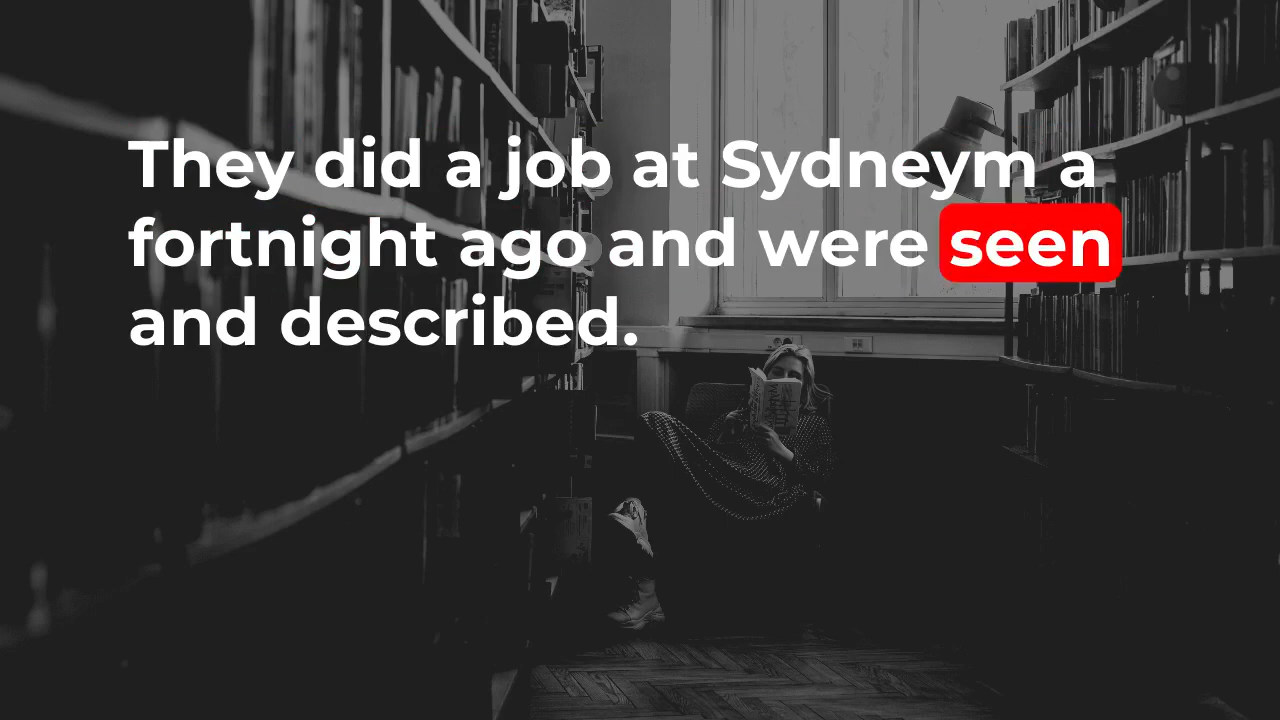 They did a job at Sydneym a
fortnight ago and were seen
and described.